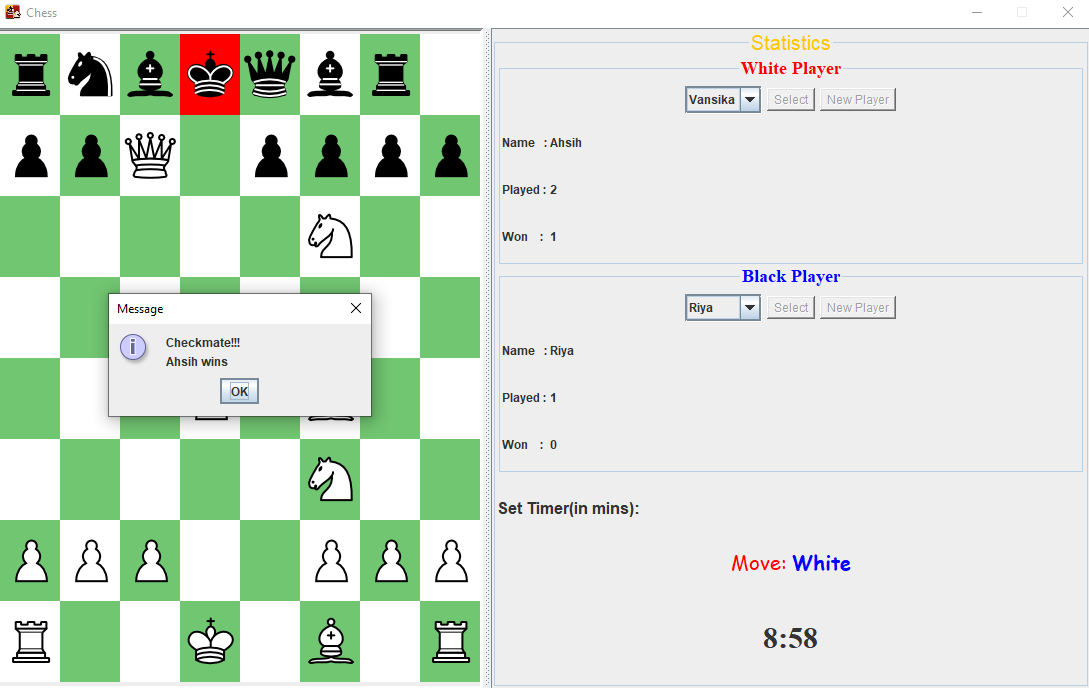 Chess
Statistics
White Player
Vansika Select New Player
Name : Ahsih
Played : 2
Won : 1
Black Player
Riya Select New Player
Name : Riya
Played : 1
Won : 0
Message
Checkmate!!!
Ahsih wins
OK
Set Timer(in mins):
Move: White
8:58